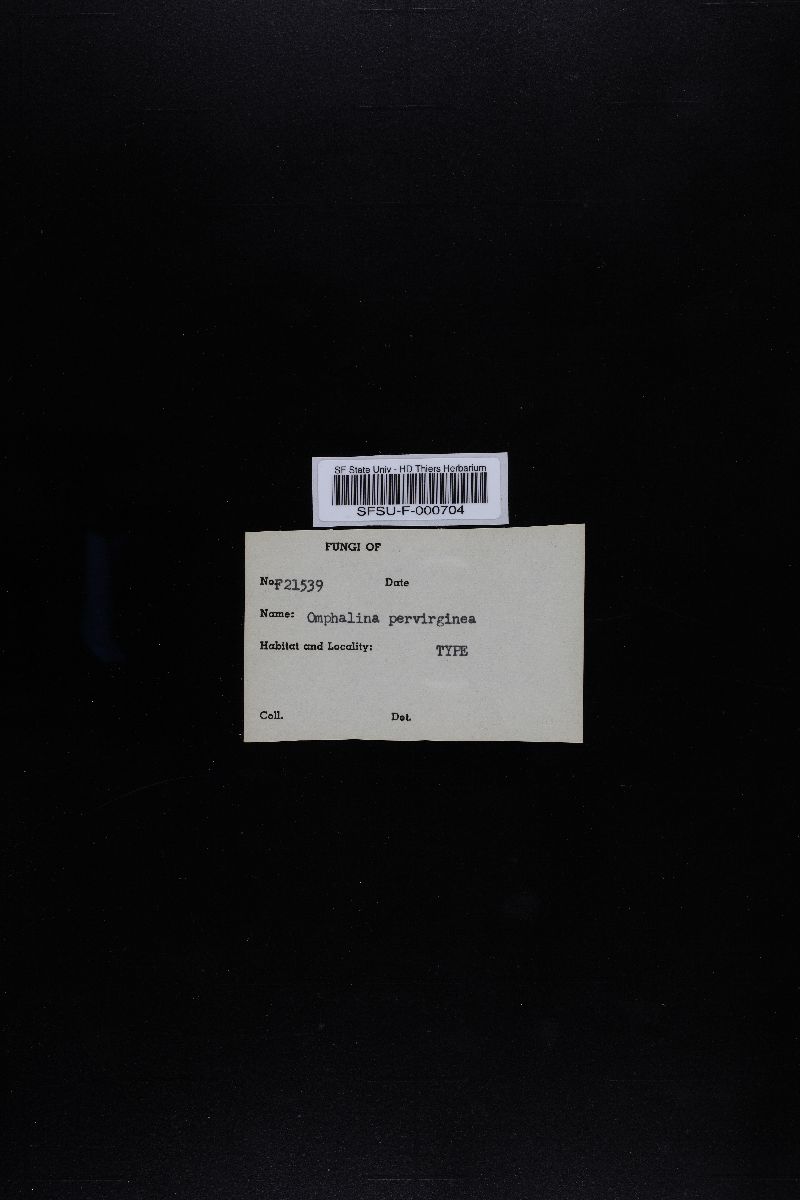 SF State Univ - HD Thiers Herbarium
SFSU-F-000704
FUNGI OF
No. F21539 Date
Name: Omphalina pervirginea
Habitat and Locality: TYPE
Coll. Det.